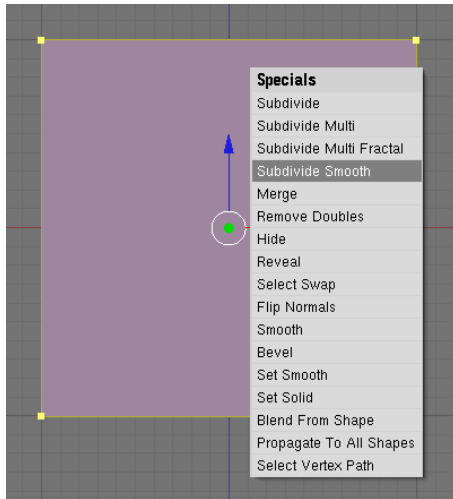 Specials
Subdivide
Subdivide Multi
Subdivide Multi Fractal
Subdivide Smooth
Merge
Remove Doubles
Hide
Reveal
Select Swap
Flip Normals
Smooth
Bevel
Set Smooth
Set Solid
Blend From Shape
Propagate To All Shapes
Select Vertex Path